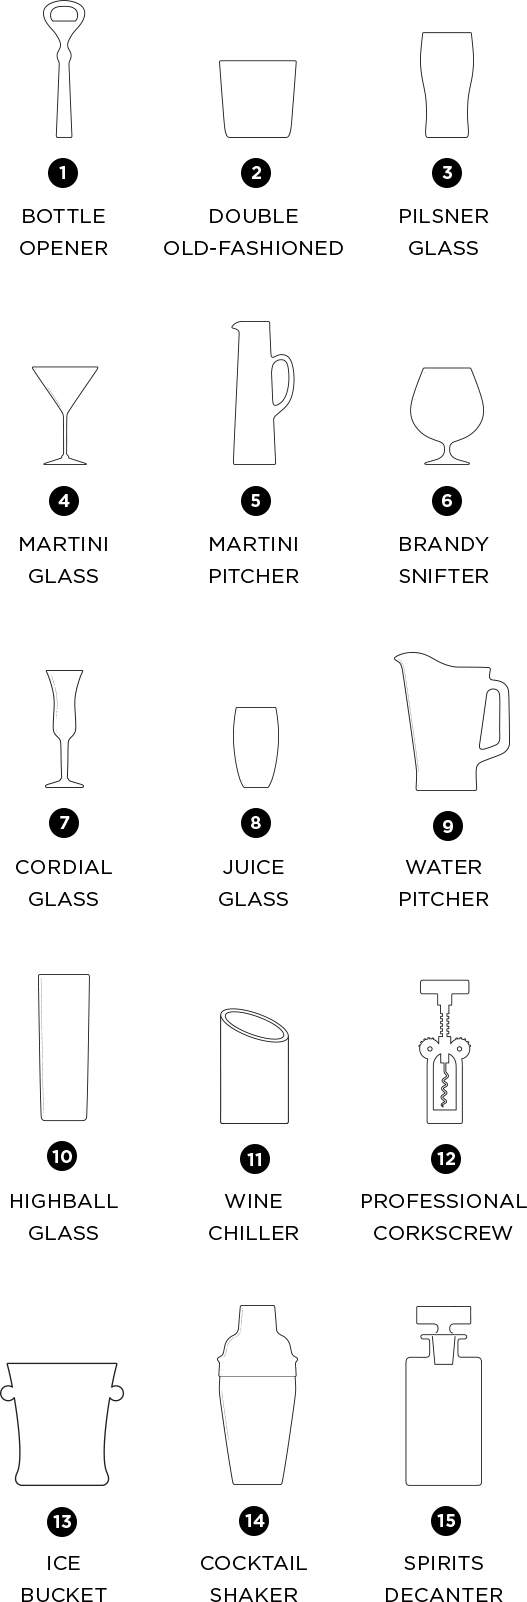 1
BOTTLE
OPENER
2
DOUBLE
OLD-FASHIONED
3
PILSNER
GLASS
4
MARTINI
GLASS
5
MARTINI
PITCHER
6
BRANDY
SNIFTER
7
CORDIAL
GLASS
8
JUICE
GLASS
9
WATER
PITCHER
10
HIGHBALL
GLASS
11
WINE
CHILLER
12
PROFESSIONAL
CORKSCREW
13
ICE
BUCKET
14
COCKTAIL
SHAKER
15
SPIRITS
DECANTER